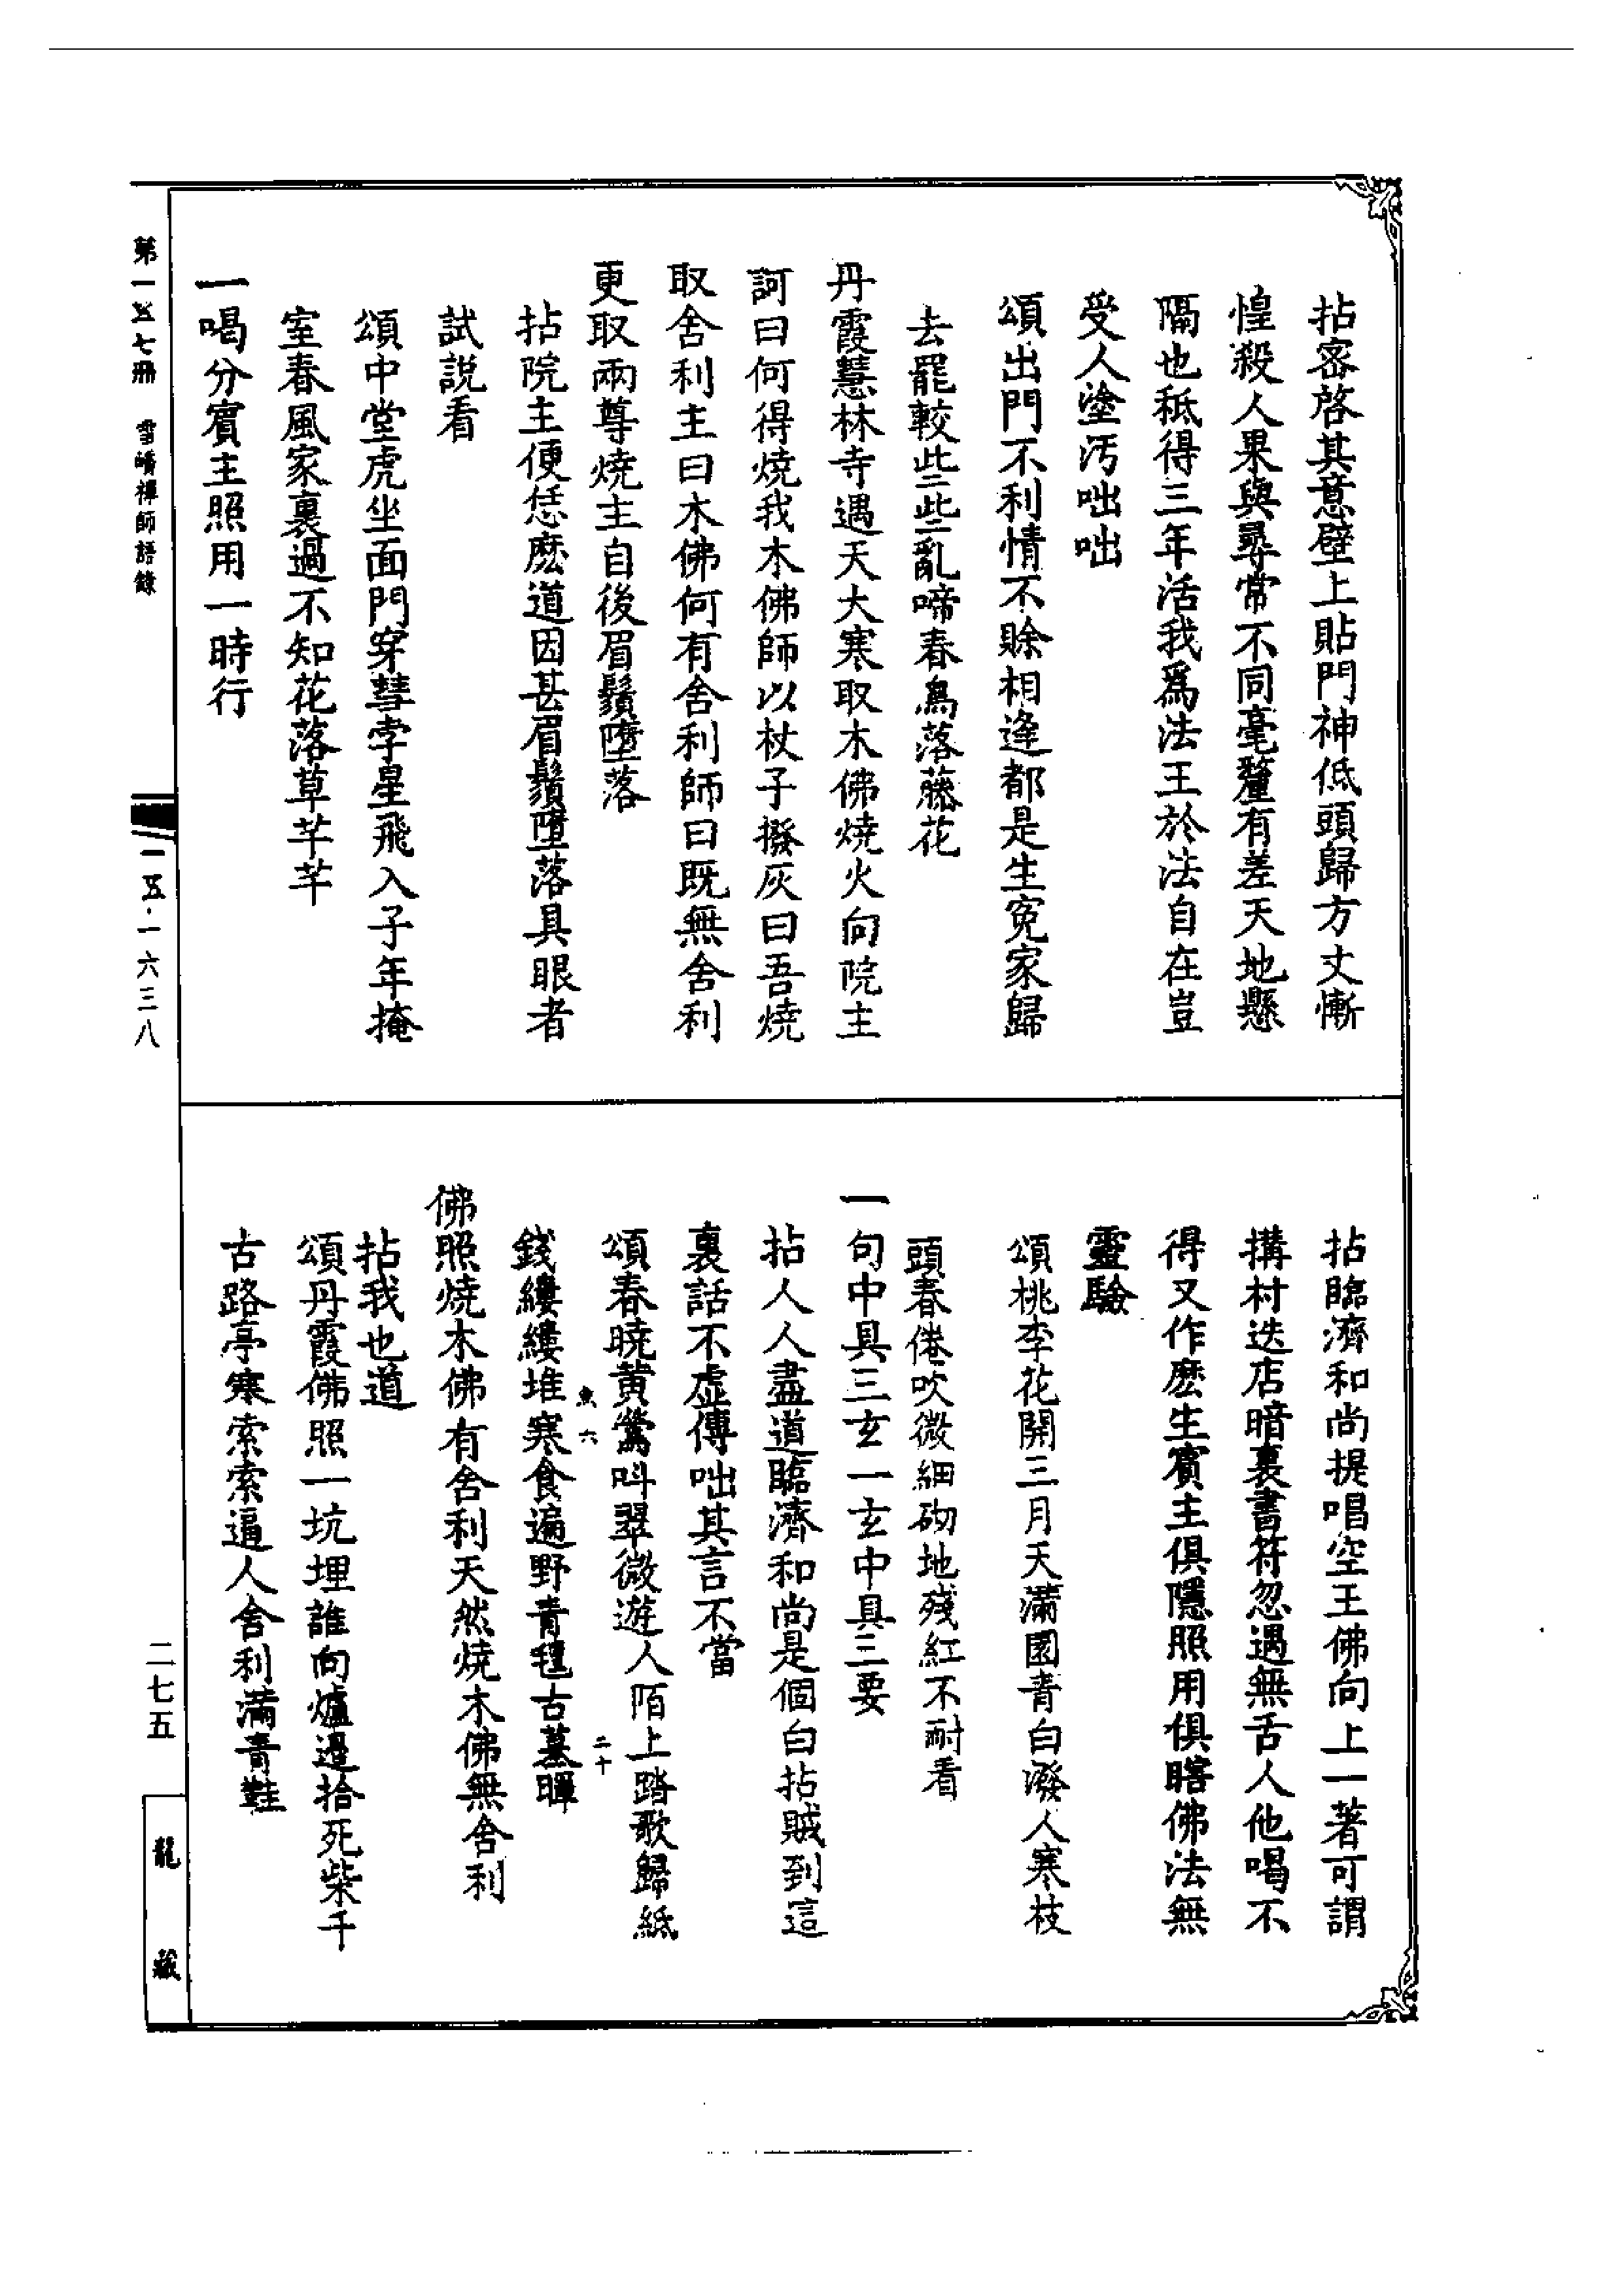 拈密啓其意壁上貼門神低頭歸方丈慚
惶殺人果與尋常不同毫釐有差天地懸
隔也秪得三年活我爲法王於法自在豈
受人塗汚咄咄
頌出門不利情不賒相逢都是生寃家歸
去罷較些些亂啼春鳥落藤花
丹霞慧林寺遇天大寒取木佛燒火向院主
訶曰何得燒我木佛師以杖子撥灰曰吾燒
取舍利主曰木佛何有舍利師曰既無舍利
更取兩尊燒主自後眉鬚墮落
拈院主便恁麽道因甚眉鬚墮落具眼者
試説看
頌中堂虎坐面門穿彗孛星飛入子年掩
室春風家裏過不知花落草芊芊
一喝分賓主照用一時行
拈臨濟和尚提唱空王佛向上一著可謂
搆村迭店暗裏書符忽遇無舌人他喝不
得又作麽生賓主俱隱照用俱瞎佛法無
靈驗
頌桃李花開三月天滿園青白潑人寒枝
頭春倦吹微細砌地殘紅不耐看
一句中具三玄一玄中具三要
拈人人盡道臨濟和尚是個白拈賊到這
裏話不虛傳咄其言不當
頌春曉黃鶯叫翠微遊人陌上踏歌歸紙
錢縷縷堆寒食遍野青氊古墓暉
佛照燒木佛有舍利天然燒木佛無舍利
拈我也道
頌丹霞佛照一坑埋誰向爐邊拾死柴千
古路亭寒索索逼人舍利滿青鞋
魚六
二十
第一五七冊 雪嶠禪師語錄
一五·一六三八
二七五
龍藏